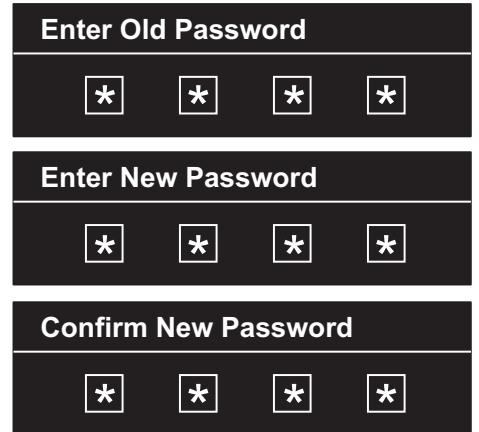 Enter Old Password
* * * *
Enter New Password
* * * *
Confirm New Password
* * * *